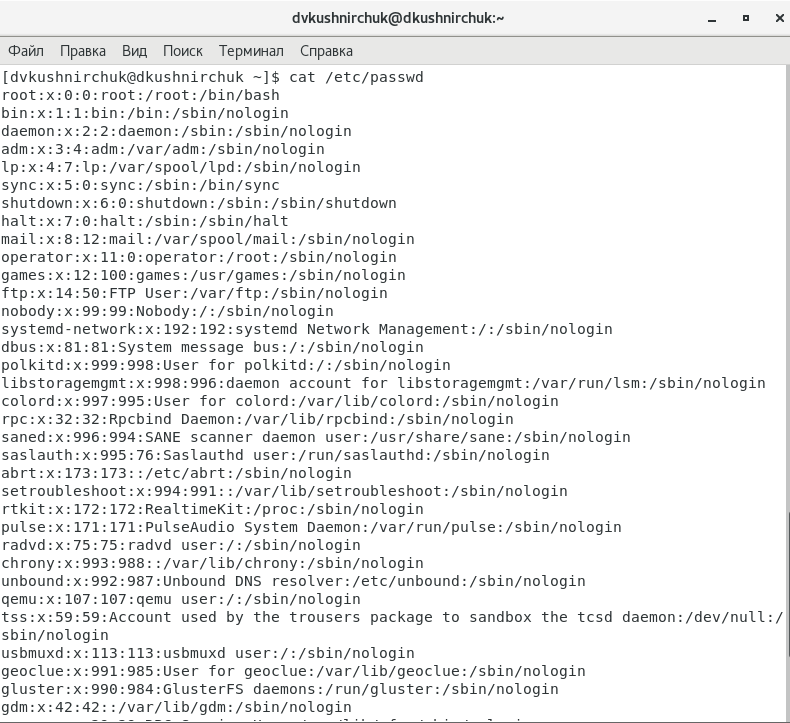 dvkushnirchuk@dkushnirchuk:~
Файл Правка Вид Поиск Терминал Справка
[dvkushnirchuk@dkushnirchuk ~]$ cat /etc/passwd
root:x:0:0:root:/root:/bin/bash
bin:x:1:1:bin:/bin:/sbin/nologin
daemon:x:2:2:daemon:/sbin:/sbin/nologin
adm:x:3:4:adm:/var/adm:/sbin/nologin
lp:x:4:7:lp:/var/spool/lpd:/sbin/nologin
sync:x:5:0:sync:/sbin:/bin/sync
shutdown:x:6:0:shutdown:/sbin:/sbin/shutdown
halt:x:7:0:halt:/sbin:/sbin/halt
mail:x:8:12:mail:/var/spool/mail:/sbin/nologin
operator:x:11:0:operator:/root:/sbin/nologin
games:x:12:100:games:/usr/games:/sbin/nologin
ftp:x:14:50:FTP User:/var/ftp:/sbin/nologin
nobody:x:99:99:Nobody:/:/sbin/nologin
systemd-network:x:192:192:systemd Network Management:/:/sbin/nologin
dbus:x:81:81:System message bus:/:/sbin/nologin
polkitd:x:999:998:User for polkitd:/:/sbin/nologin
libstoragemgmt:x:998:996:daemon account for libstoragemgmt:/var/run/lsm:/sbin/nologin
colord:x:997:995:User for colord:/var/lib/colord:/sbin/nologin
rpc:x:32:32:Rpcbind Daemon:/var/lib/rpcbind:/sbin/nologin
saned:x:996:994:SANE scanner daemon user:/usr/share/sane:/sbin/nologin
saslauth:x:995:76:Saslauthd user:/run/saslauthd:/sbin/nologin
abrt:x:173:173::/etc/abrt:/sbin/nologin
setroubleshoot:x:994:991::/var/lib/setroubleshoot:/sbin/nologin
rtkit:x:172:172:RealtimeKit:/proc:/sbin/nologin
pulse:x:171:171:PulseAudio System Daemon:/var/run/pulse:/sbin/nologin
radvd:x:75:75:radvd user:/:/sbin/nologin
chrony:x:993:988::/var/lib/chrony:/sbin/nologin
unbound:x:992:987:Unbound DNS resolver:/etc/unbound:/sbin/nologin
qemu:x:107:107:qemu user:/:/sbin/nologin
tss:x:59:59:Account used by the trousers package to sandbox the tcsd daemon:/dev/null:/
sbin/nologin
usbmuxd:x:113:113:usbmuxd user:/:/sbin/nologin
geoclue:x:991:985:User for geoclue:/var/lib/geoclue:/sbin/nologin
gluster:x:990:984:GlusterFS daemons:/run/gluster:/sbin/nologin
gdm:x:42:42::/var/lib/gdm:/sbin/nologin